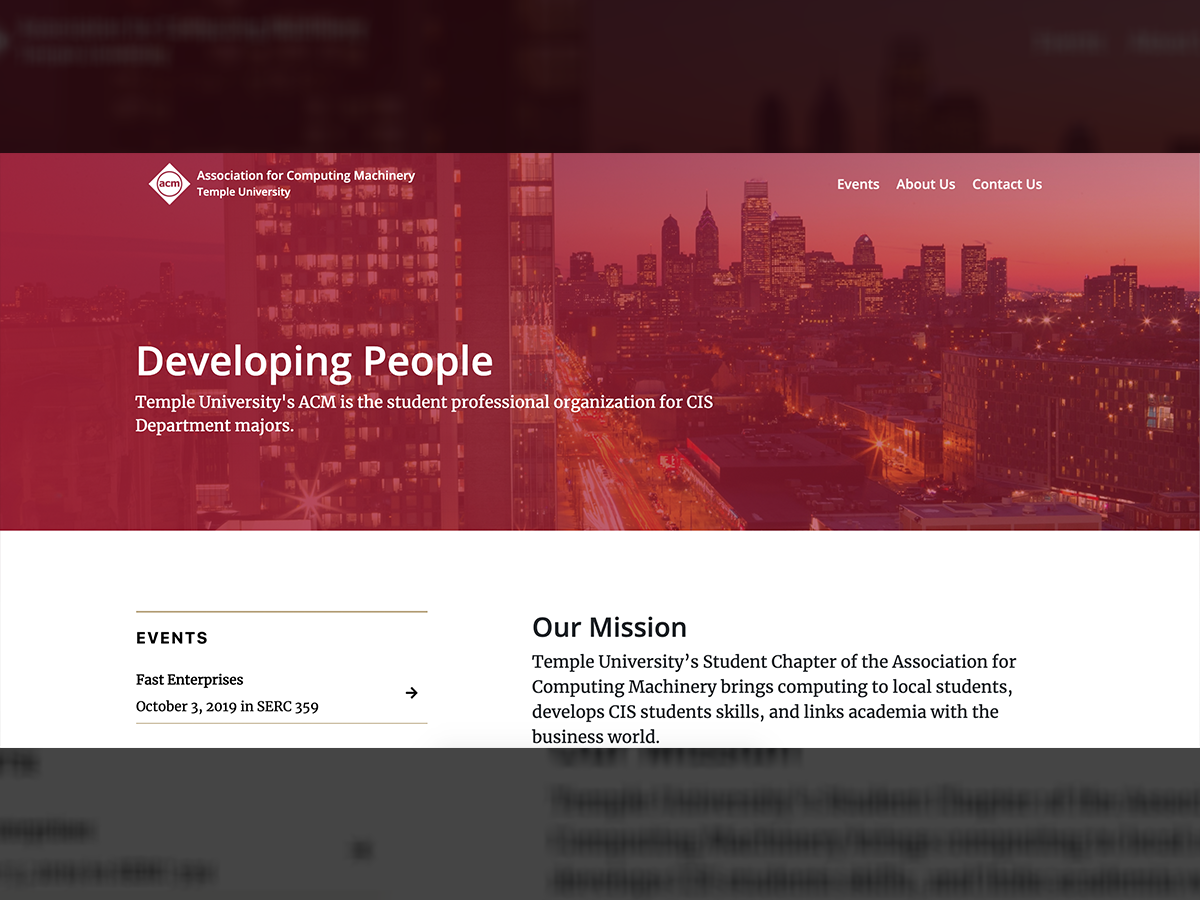 acm
Association for Computing Machinery
Temple University
Events About Us Contact Us
Developing People
Temple University's ACM is the student professional organization for CIS
Department majors.
EVENTS
Fast Enterprises
October 3, 2019 in SERC 359
Our Mission
Temple University’s Student Chapter of the Association for
Computing Machinery brings computing to local students,
develops CIS students skills, and links academia with the
business world.